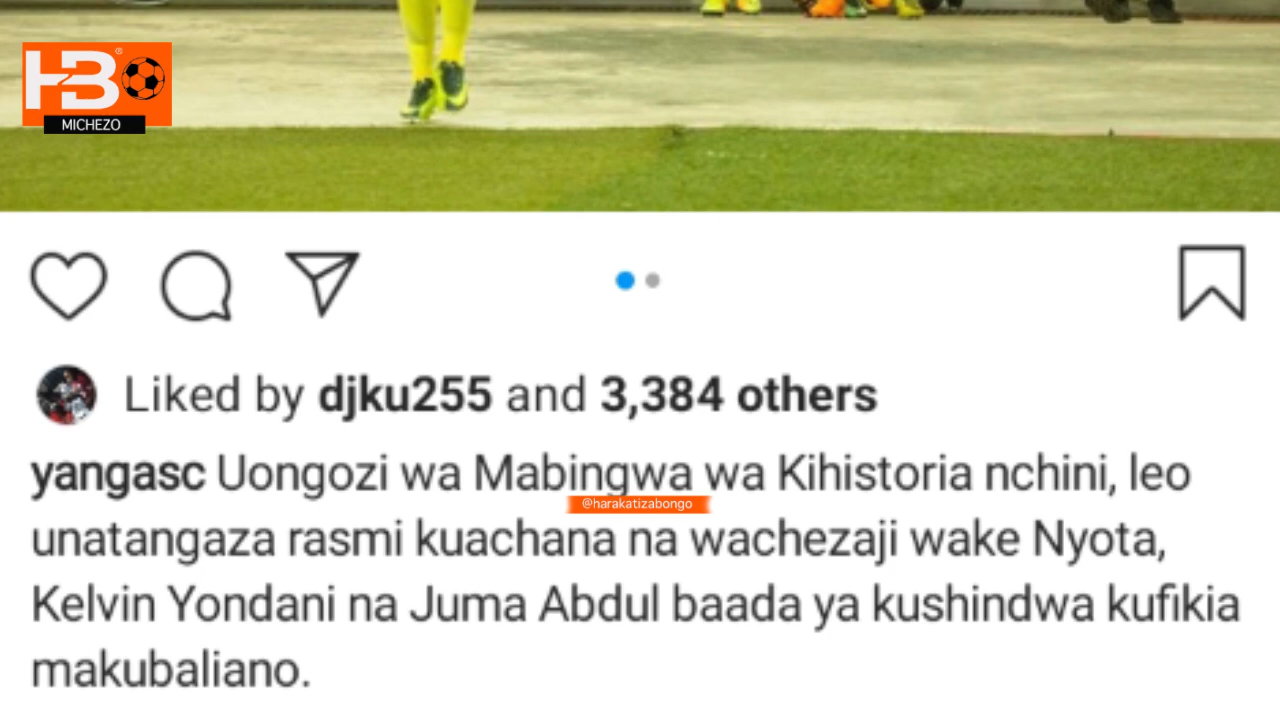 HBO
MICHEZO
Liked by djku255 and 3,384 others
yangasc Uongozi wa Mabingwa wa Kihistoria nchini, leo
@harakatizabongo
unatangaza rasmi kuachana na wachezaji wake Nyota,
Kelvin Yondani na Juma Abdul baada ya kushindwa kufikia
makubaliano.